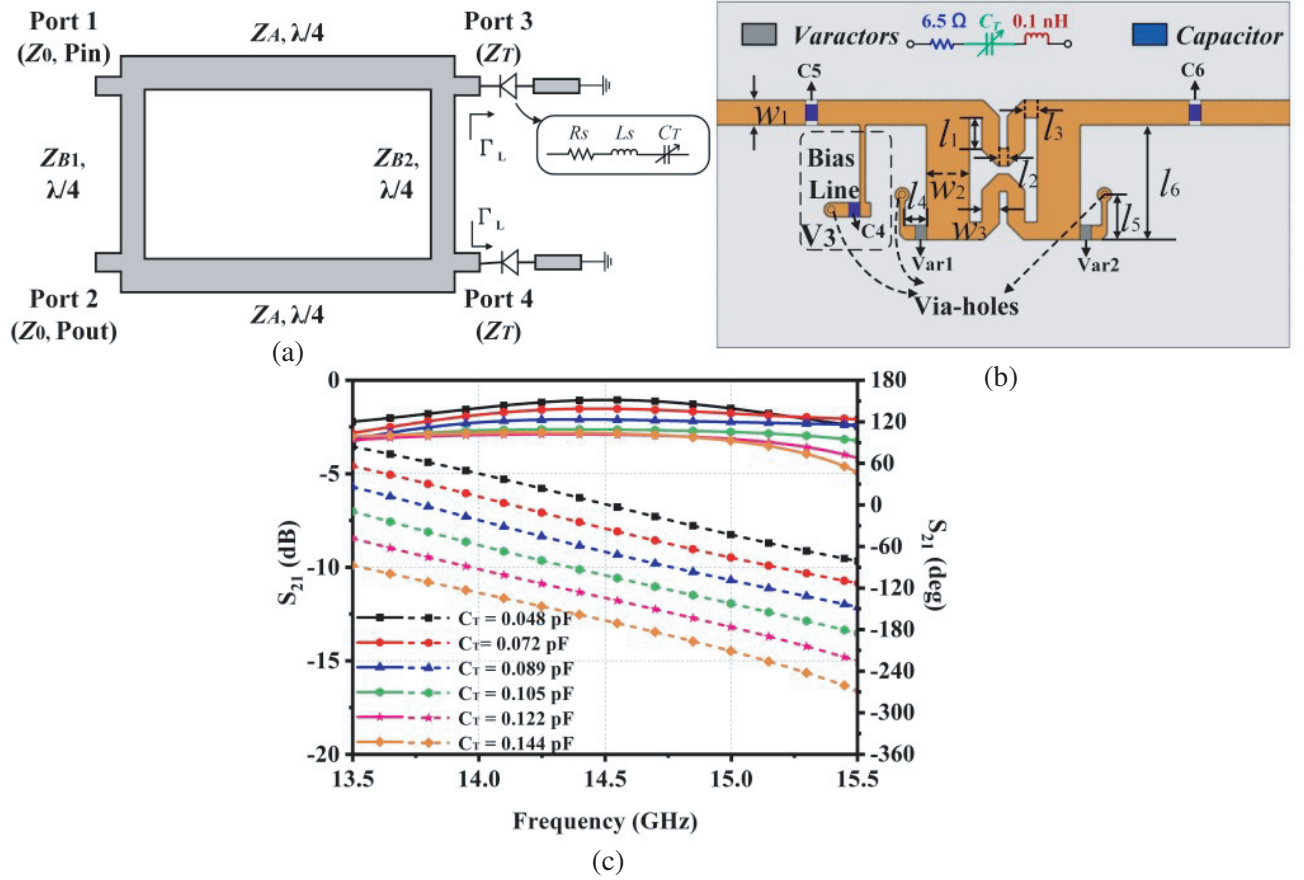 Port 1
(Z0, Pin)
ZA, λ/4
Port 3
(ZT)
ZB1,
λ/4
ZB2,
λ/4
ΓL
Rs Ls CT
ΓL
Port 2
(Z0, Pout)
ZA, λ/4
Port 4
(ZT)
(a)
Varactors
6.5 Ω CT 0.1 nH
Capacitor
C5
C6
w1
l1
l3
Bias
Line
w2
l2
l6
l4
l5
V3
C4
w3
Var1
Var2
Via-holes
(b)
S21 (dB)
0
-5
-10
-15
-20
S21 (deg)
180
120
60
0
-60
-120
-180
-240
-300
-360
CT = 0.048 pF
CT= 0.072 pF
CT = 0.089 pF
CT = 0.105 pF
CT = 0.122 pF
CT = 0.144 pF
13.5 14.0 14.5 15.0 15.5
Frequency (GHz)
(c)